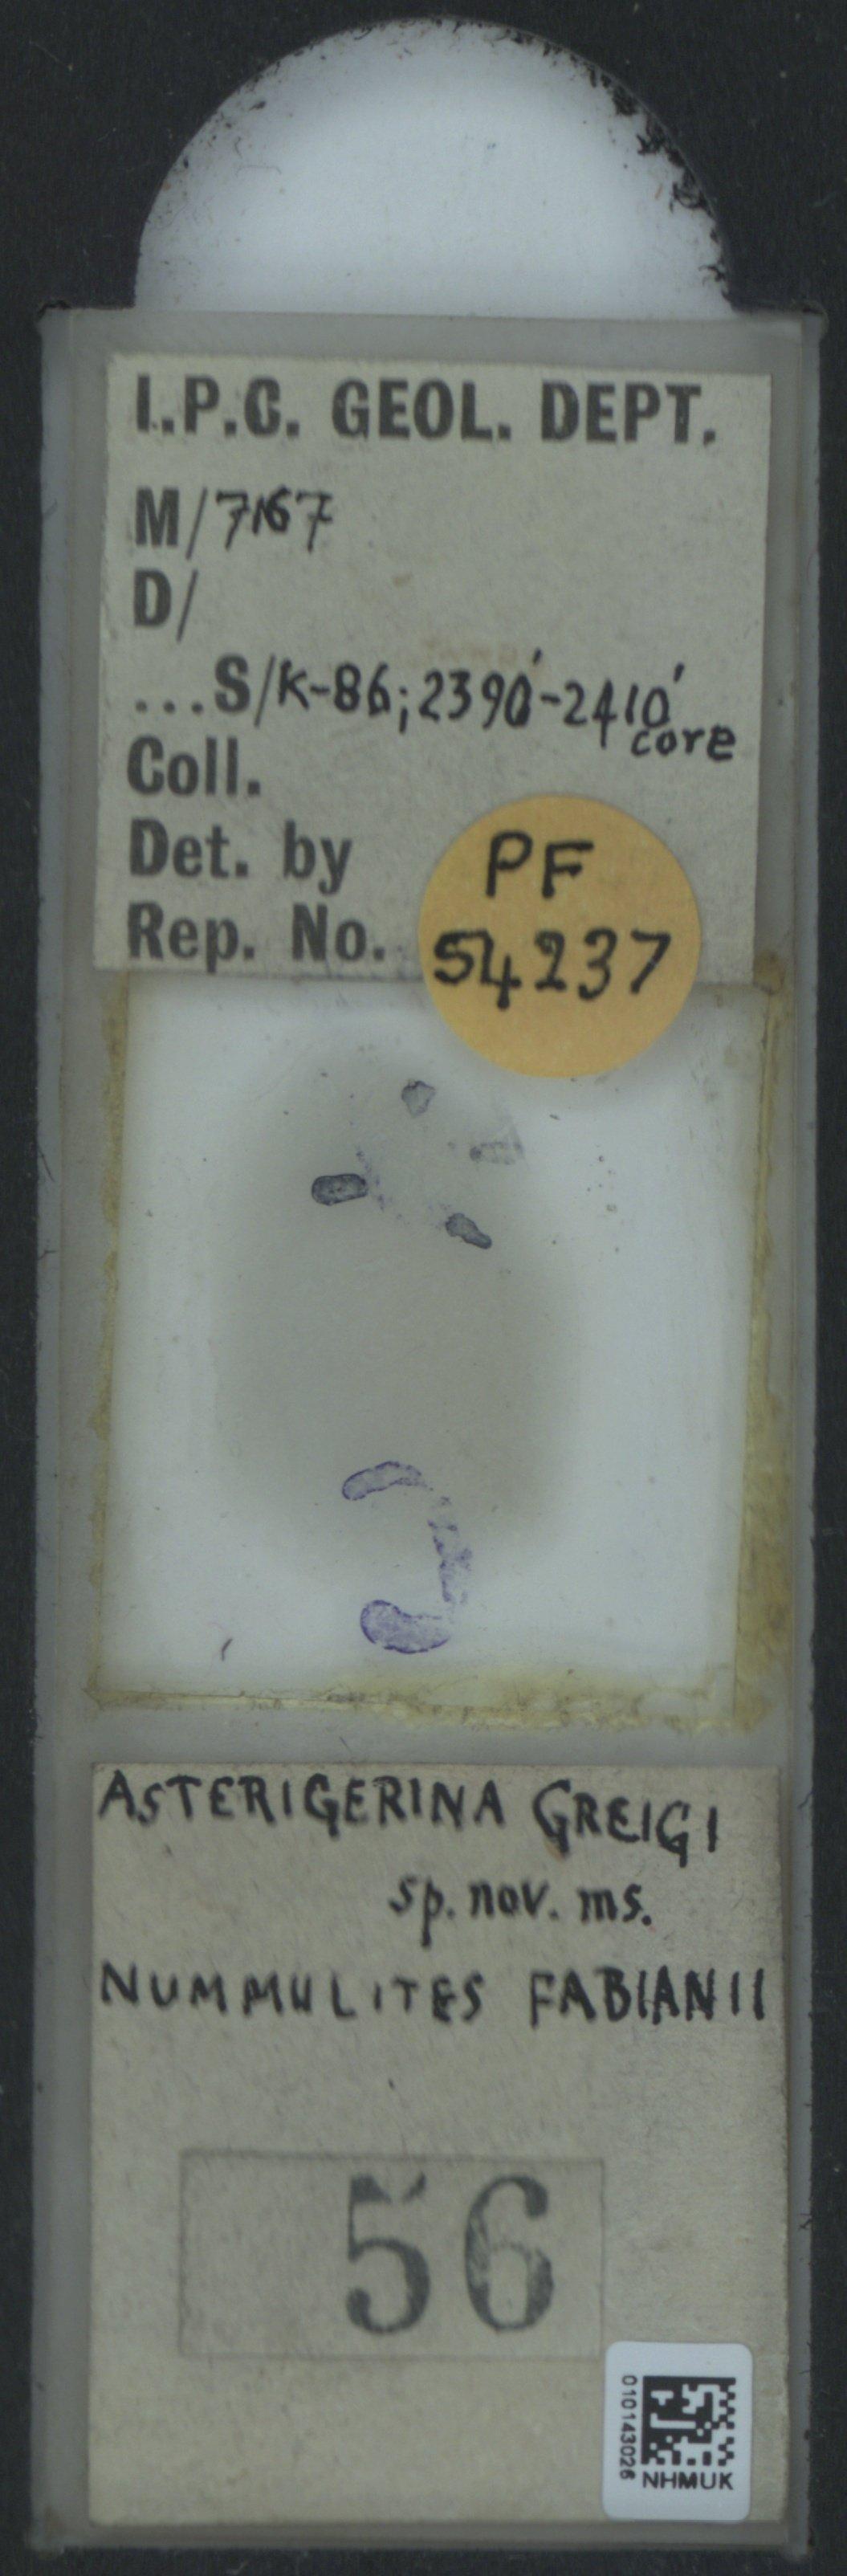 I.P.C. GEOL. DEPT.
M/7167
D/
...S/K-86; 2390'-2410'
core
Coll.
Det. by
Rep. No.
PF
54237
ASTERIGERINA GREIGI
sp. nov. ms.
NUMMULITES FABIANII
56
010143026
NHMUK